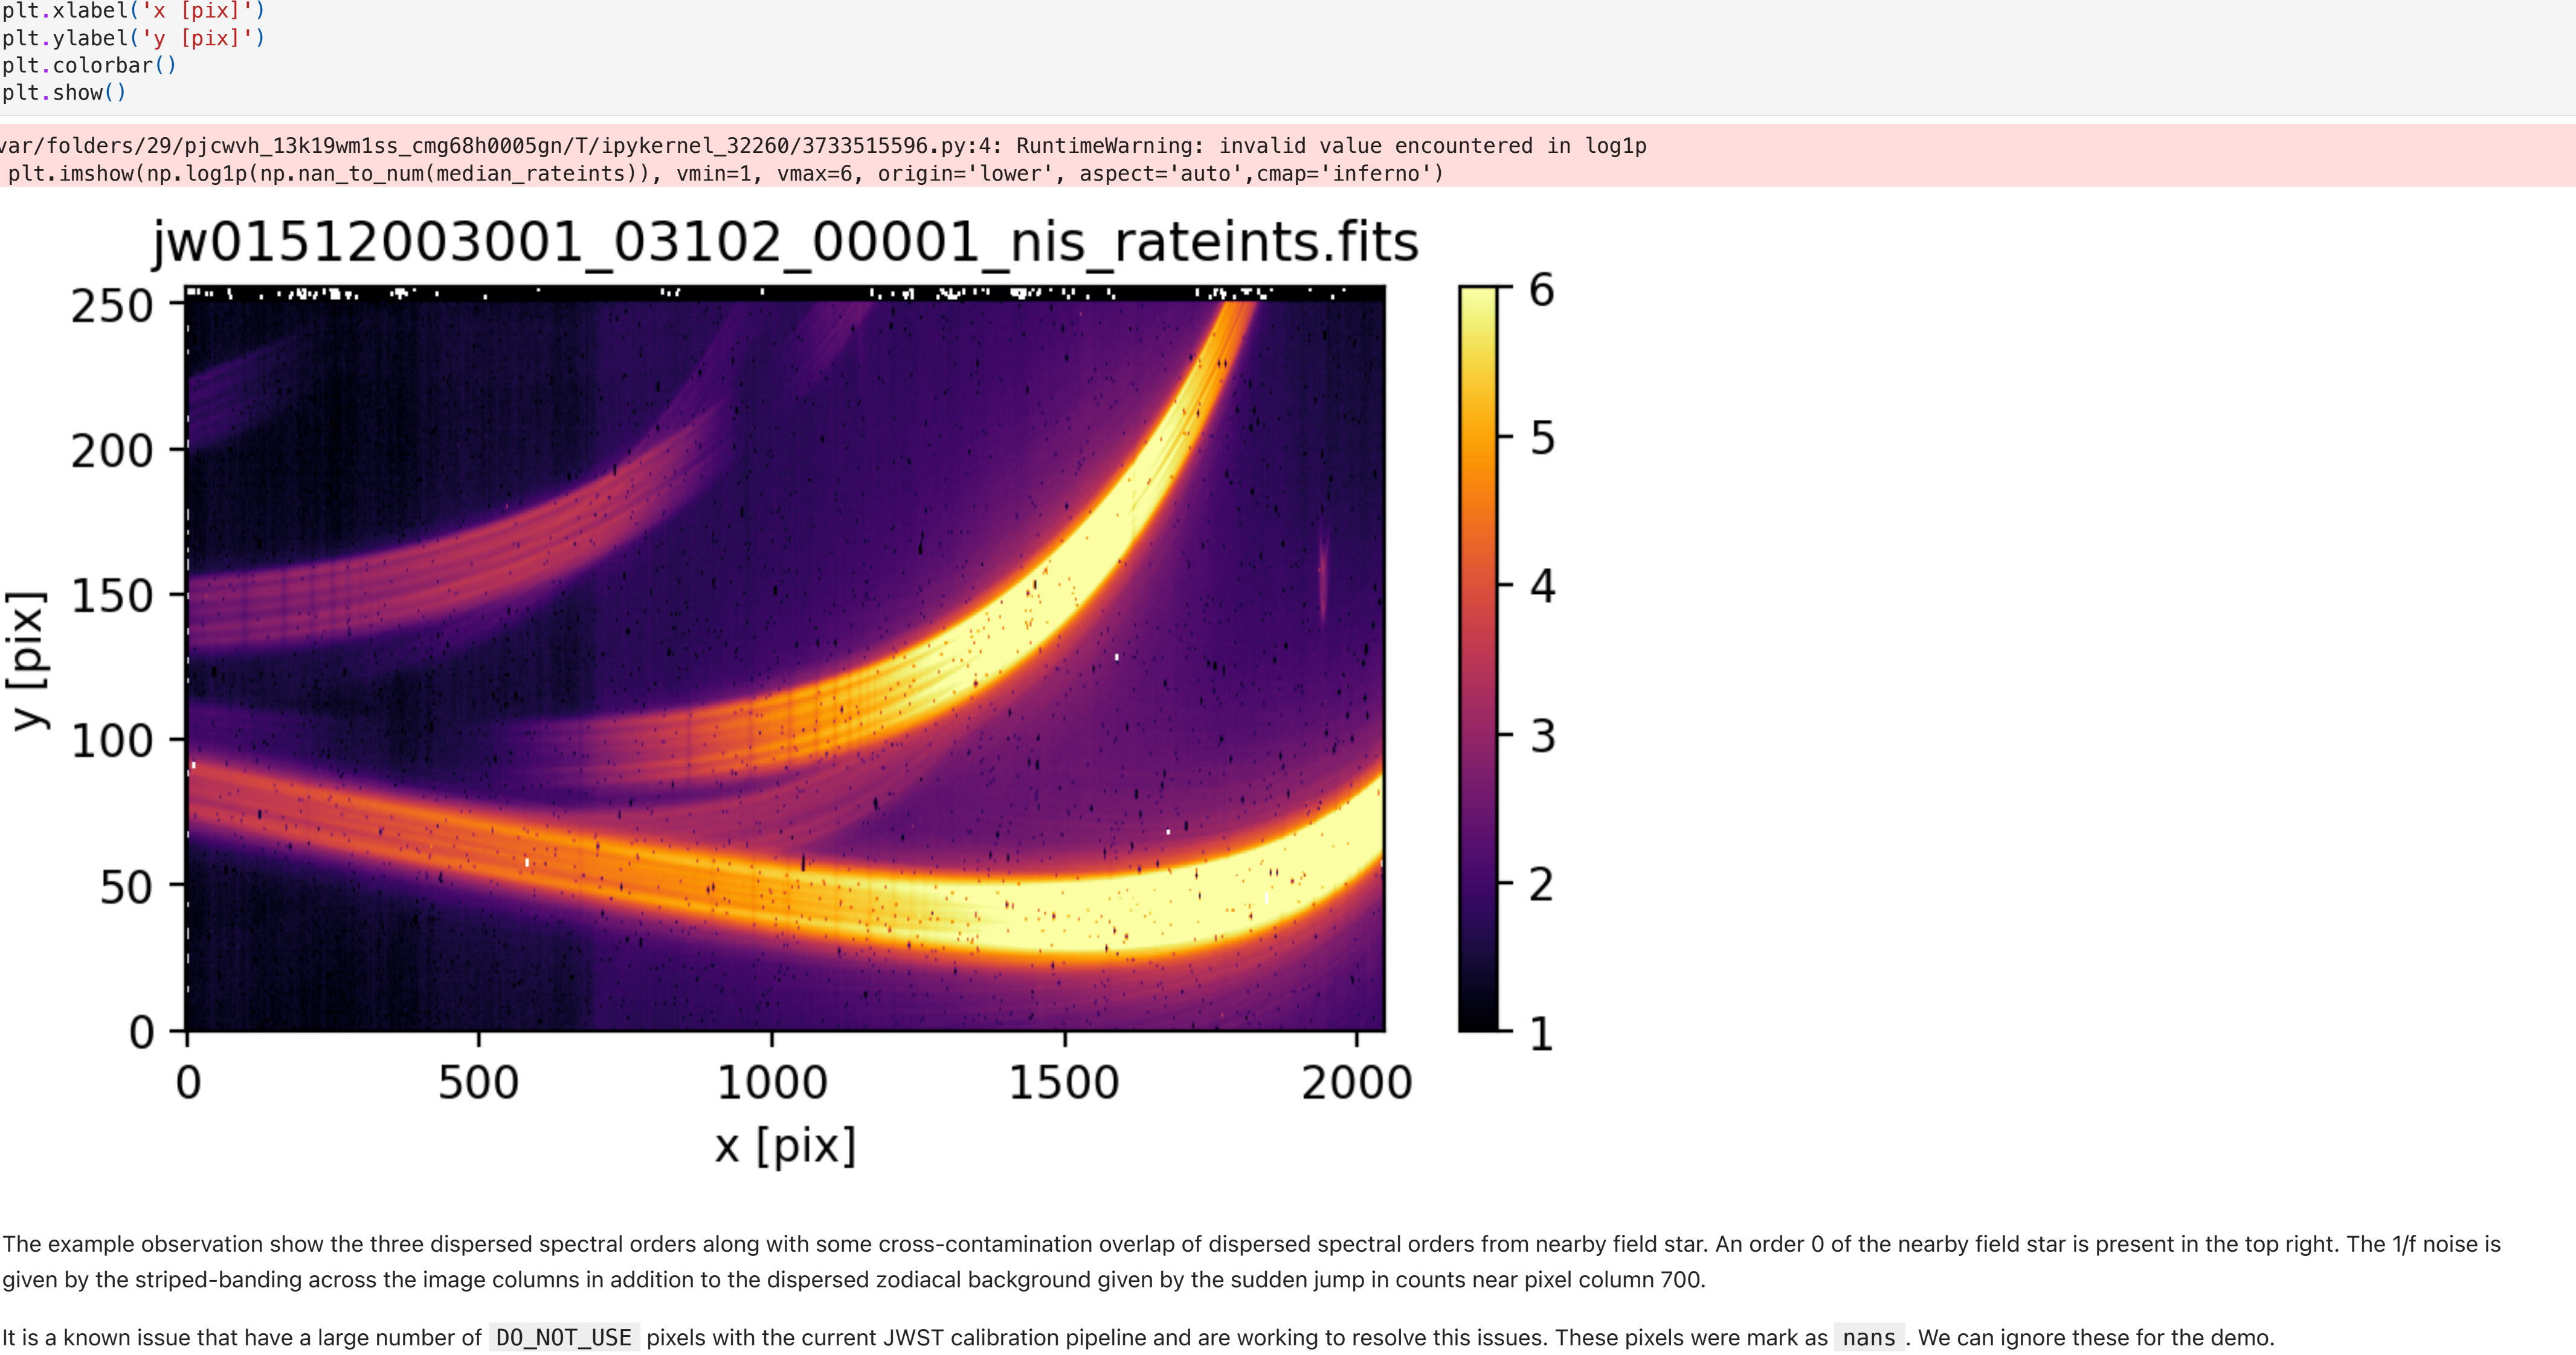 plt.xlabel('x [pix]')
plt.ylabel('y [pix]')
plt.colorbar()
plt.show()
var/folders/29/pjcwvh_13k19wm1ss_cmg68h0005gn/T/ipykernel_32260/3733515596.py:4: RuntimeWarning: invalid value encountered in log1p
plt.imshow(np.log1p(np.nan_to_num(median_rateints)), vmin=1, vmax=6, origin='lower', aspect='auto',cmap='inferno')
jw01512003001_03102_00001_nis_rateints.fits
250
200
150
100
50
0
y [pix]
0 500 1000 1500 2000
x [pix]
6
5
4
3
2
1
The example observation show the three dispersed spectral orders along with some cross-contamination overlap of dispersed spectral orders from nearby field star. An order 0 of the nearby field star is present in the top right. The 1/f noise is
given by the striped-banding across the image columns in addition to the dispersed zodiacal background given by the sudden jump in counts near pixel column 700.
It is a known issue that have a large number of DO_NOT_USE pixels with the current JWST calibration pipeline and are working to resolve this issues. These pixels were mark as nans . We can ignore these for the demo.